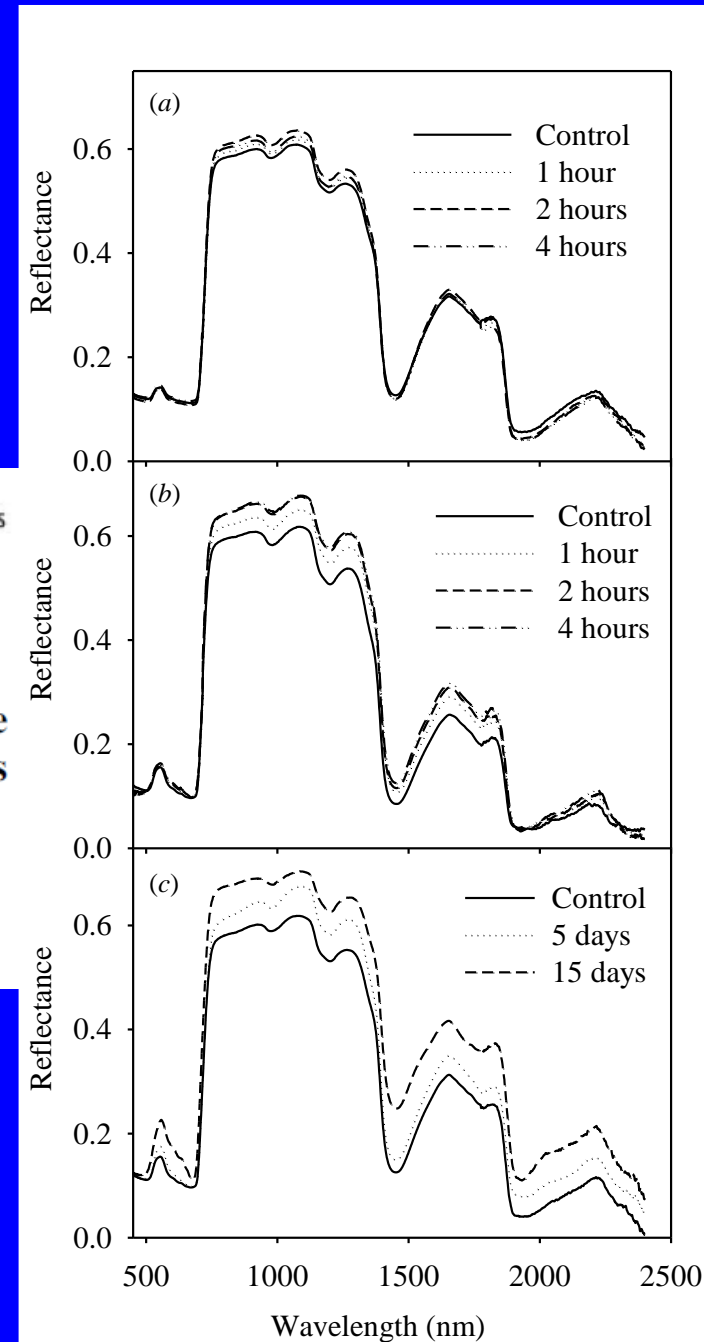 (a)
Control
1 hour
2 hours
4 hours
0.6
0.4
0.2
0.0
Reflectance
(b)
Control
1 hour
2 hours
4 hours
0.6
0.4
0.2
0.0
Reflectance
s
e
s
(c)
Control
5 days
15 days
0.6
0.4
0.2
0.0
Reflectance
500 1000 1500 2000 2500
Wavelength (nm)